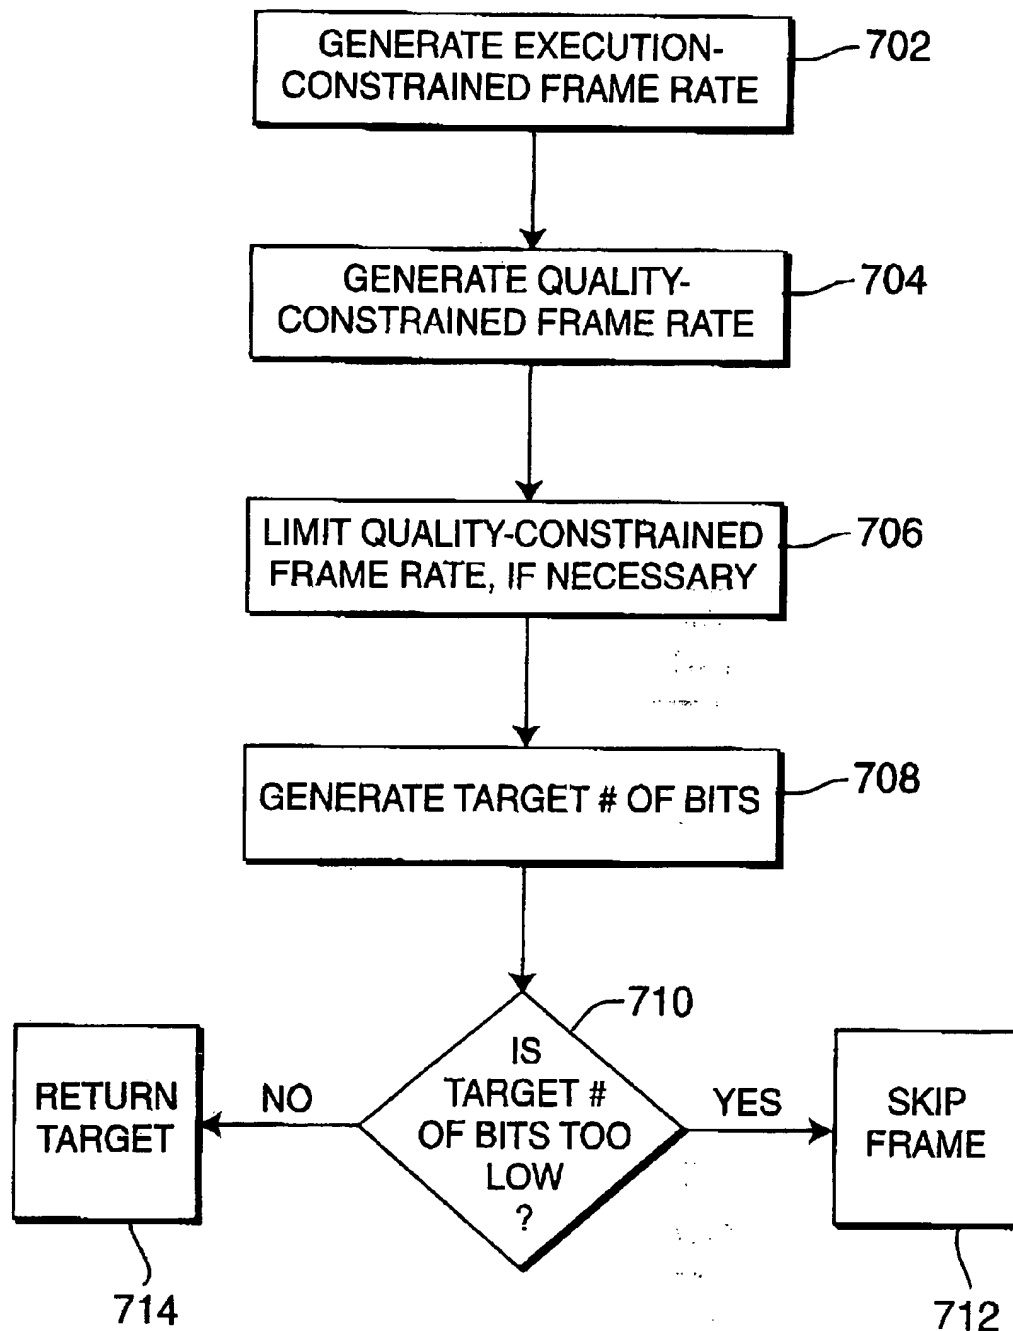 GENERATE EXECUTION-
CONSTRAINED FRAME RATE
702
GENERATE QUALITY-
CONSTRAINED FRAME RATE
704
LIMIT QUALITY-CONSTRAINED
FRAME RATE, IF NECESSARY
706
GENERATE TARGET # OF BITS
708
710
IS
TARGET #
OF BITS TOO
LOW
?
NO
YES
RETURN
TARGET
714
SKIP
FRAME
712